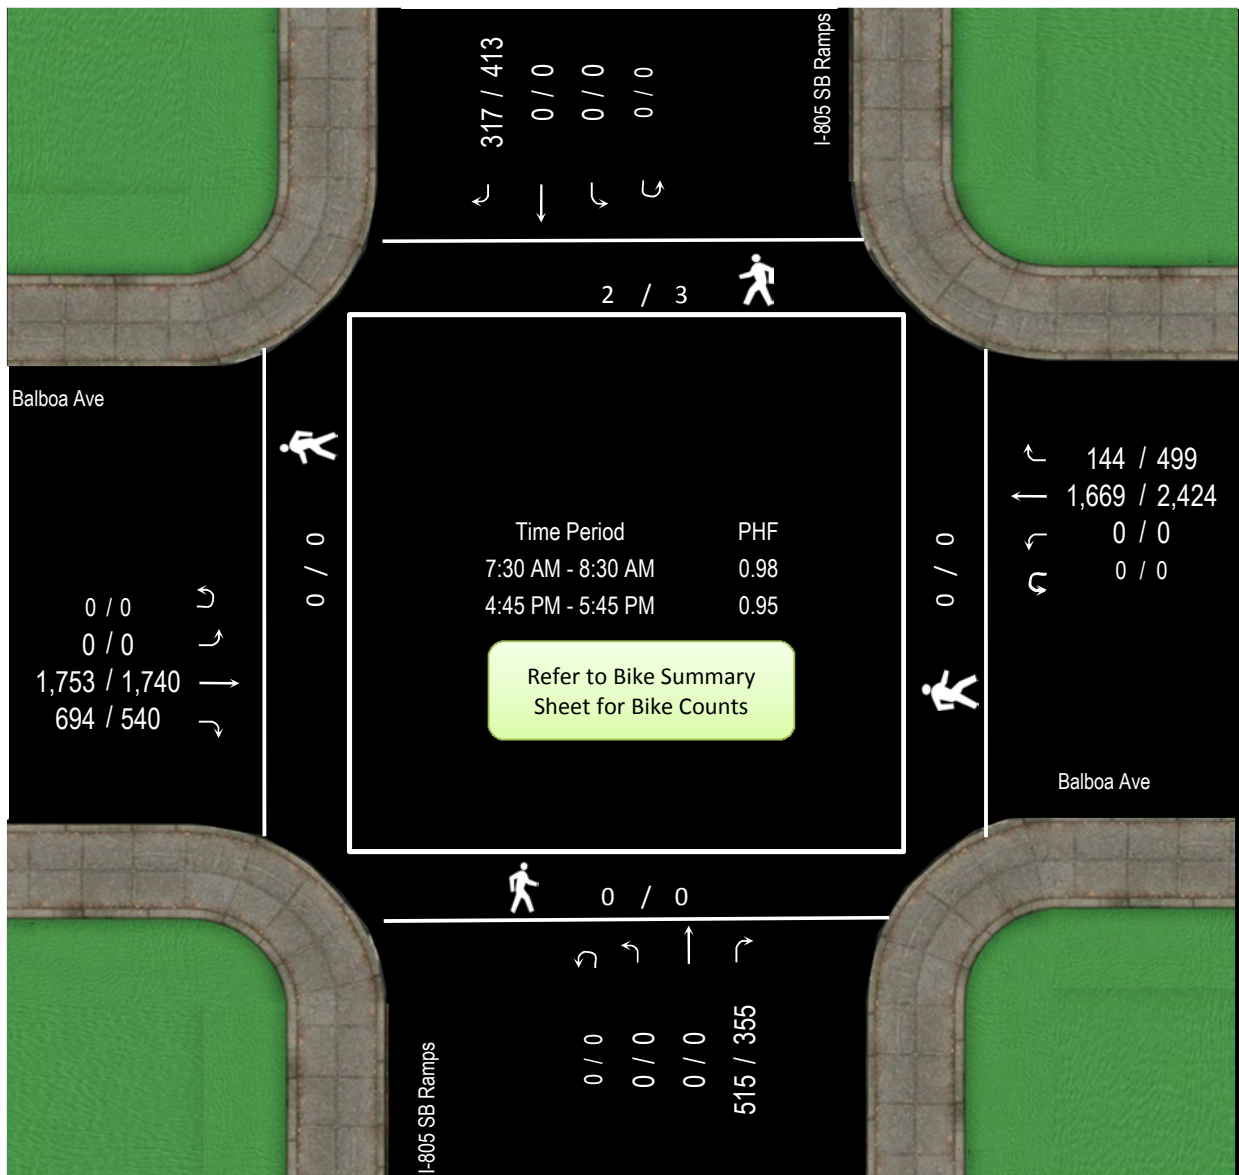 317 / 413
0 / 0
0 / 0
0 / 0
I-805 SB Ramps
2 / 3
Balboa Ave
0 / 0
0 / 0
0 / 0
1,753 / 1,740
694 / 540
Time Period PHF
7:30 AM - 8:30 AM 0.98
4:45 PM - 5:45 PM 0.95
Refer to Bike Summary
Sheet for Bike Counts
0 / 0
144 / 499
1,669 / 2,424
0 / 0
0 / 0
Balboa Ave
0 / 0
I-805 SB Ramps
0 / 0
0 / 0
0 / 0
515 / 355